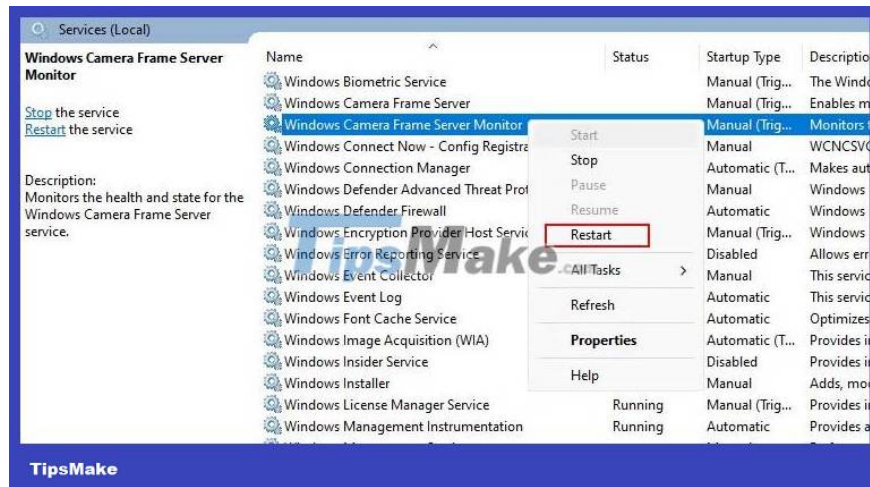 Services (Local)
Windows Camera Frame Server
Monitor
Stop the service
Restart the service
Description:
Monitors the health and state for the
Windows Camera Frame Server
service.
Name Status Startup Type Descriptio
Windows Biometric Service Manual (Trig... The Windo
Windows Camera Frame Server Manual (Trig... Enables m
Windows Camera Frame Server Monitor Manual (Trig... Monitors t
Windows Connect Now - Config Registra Manual WCNCSVC
Windows Connection Manager Automatic (T... Makes aut
Windows Defender Advanced Threat Prot Manual Windows
Windows Defender Firewall Automatic Windows
Windows Encryption Provider Host Servic Manual (Trig... Windows
Windows Error Reporting Service Disabled Allows err
Windows Event Collector Manual This servic
Windows Event Log Automatic This servic
Windows Font Cache Service Automatic Optimizes
Windows Image Acquisition (WIA) Automatic (T... Provides i
Windows Insider Service Disabled Provides i
Windows Installer Manual Adds, mo
Windows License Manager Service Running Manual (Trig... Provides i
Windows Management Instrumentation Running Automatic Provides a
Start
Stop
Pause
Resume
Restart
All Tasks
Refresh
Properties
Help
TipsMake.com
TipsMake